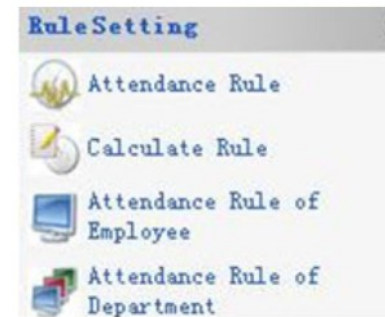 RuleSetting
Attendance Rule
Calculate Rule
Attendance Rule of
Employee
Attendance Rule of
Department